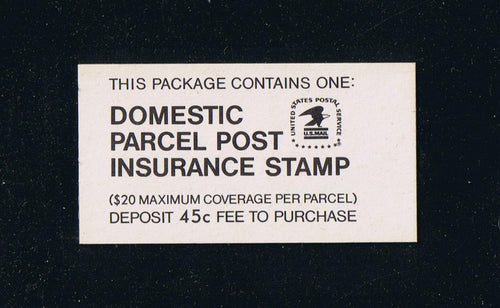 THIS PACKAGE CONTAINS ONE:
DOMESTIC
PARCEL POST
INSURANCE STAMP
UNITED STATES POSTAL SERVICE
U.S.MAIL
($20 MAXIMUM COVERAGE PER PARCEL)
DEPOSIT 45c FEE TO PURCHASE